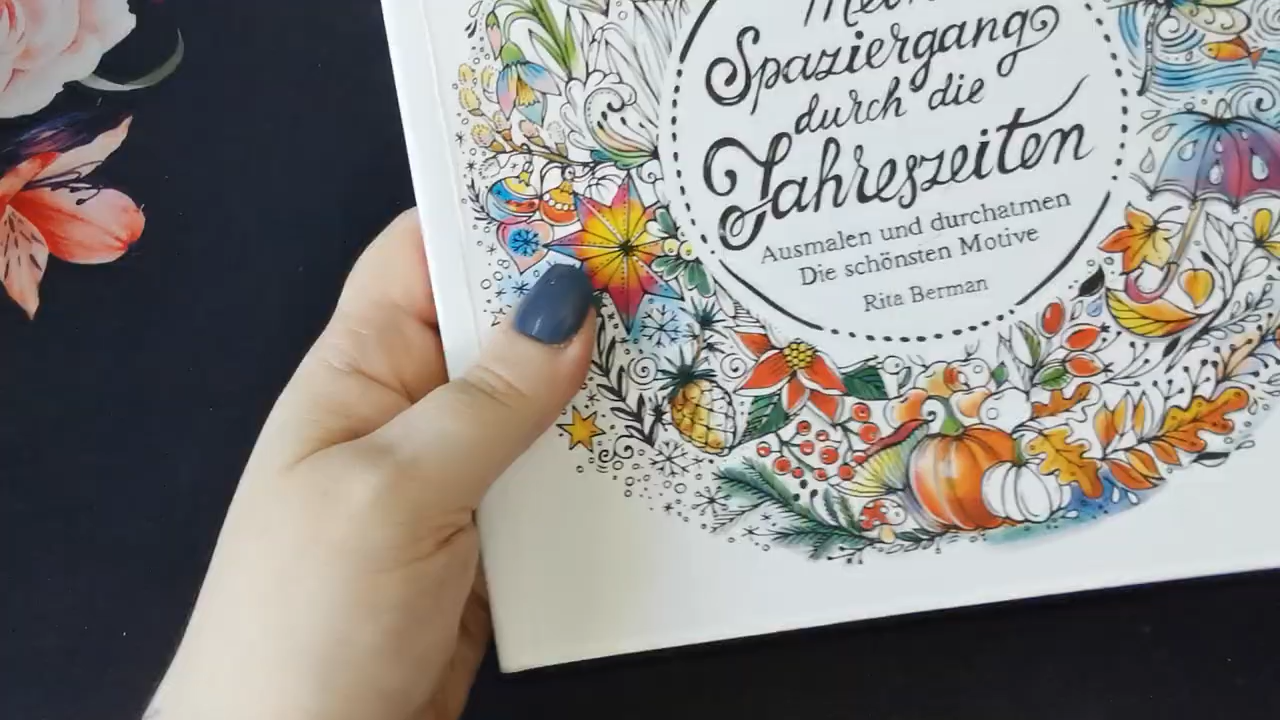 Spaziergang
durch die
Jahreszeiten
Ausmalen und durchatmen
Die schönsten Motive
Rita Berman